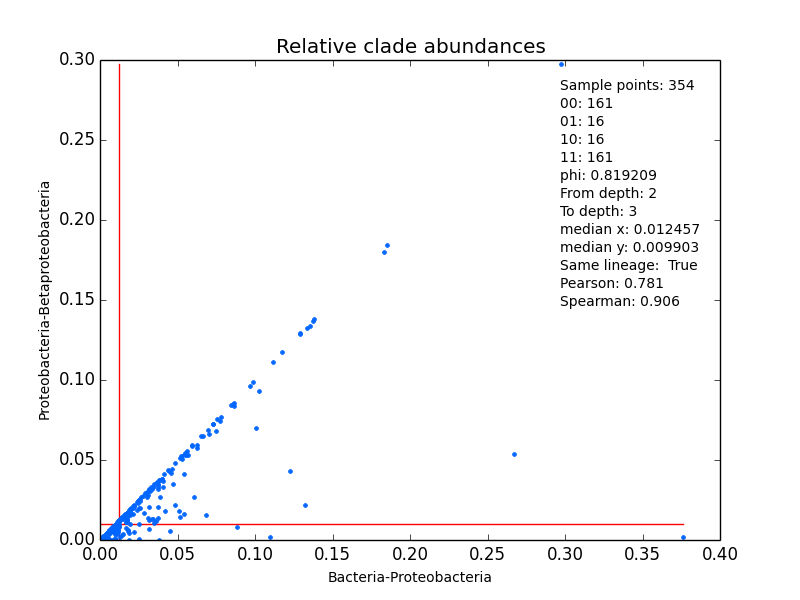 Relative clade abundances
Sample points: 354
00: 161
01: 16
10: 16
11: 161
phi: 0.819209
From depth: 2
To depth: 3
median x: 0.012457
median y: 0.009903
Same lineage:  True
Pearson: 0.781
Spearman: 0.906
Proteobacteria-Betaproteobacteria
0.30
0.25
0.20
0.15
0.10
0.05
0.00
0.00 0.05 0.10 0.15 0.20 0.25 0.30 0.35 0.40
Bacteria-Proteobacteria